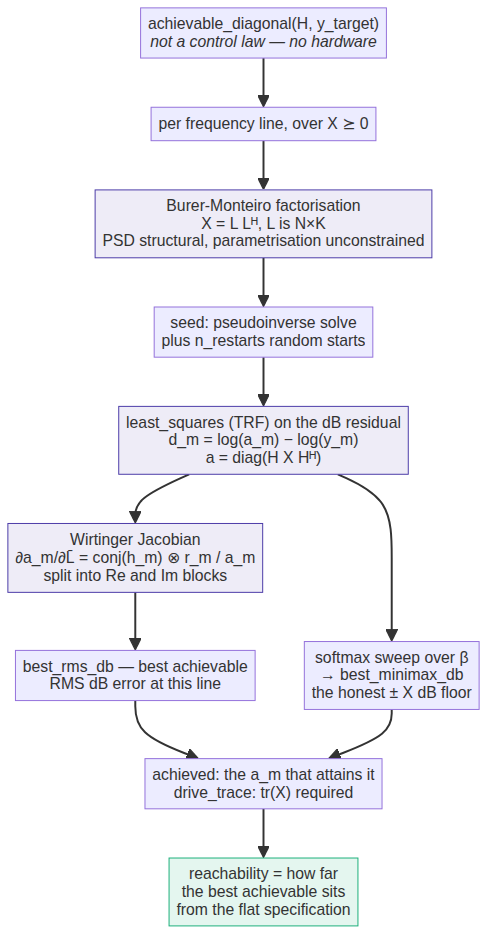 achievable_diagonal(H, y_target)
not a control law — no hardware
per frequency line, over X ⪰ 0
Burer-Monteiro factorisation
X = L Lᴴ, L is N×K
PSD structural, parametrisation unconstrained
seed: pseudoinverse solve
plus n_restarts random starts
least_squares (TRF) on the dB residual
d_m = log(a_m) − log(y_m)
a = diag(H X Hᴴ)
Wirtinger Jacobian
∂a_m/∂L̄ = conj(h_m) ⊗ r_m / a_m
split into Re and Im blocks
best_rms_db — best achievable
RMS dB error at this line
softmax sweep over β
→ best_minimax_db
the honest ± X dB floor
achieved: the a_m that attains it
drive_trace: tr(X) required
reachability = how far
the best achievable sits
from the flat specification